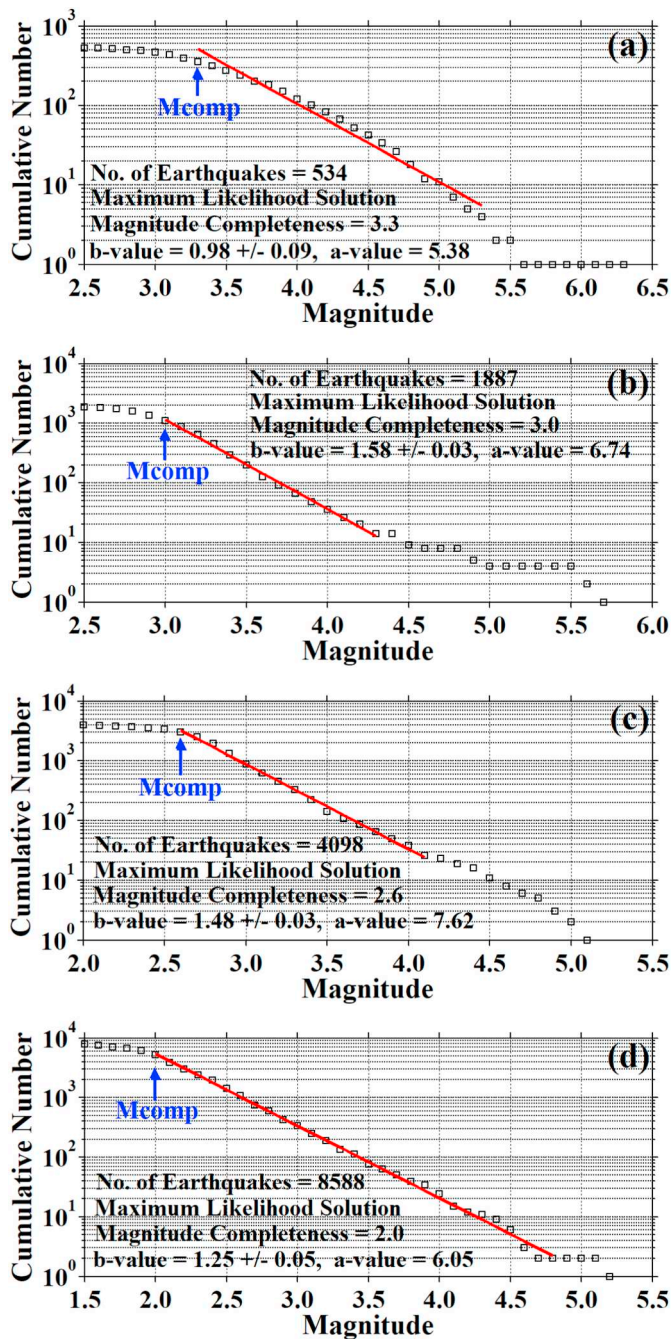 (a)
10³
10²
10¹
10⁰
Cumulative Number
Mcomp
No. of Earthquakes = 534
Maximum Likelihood Solution
Magnitude Completeness = 3.3
b-value = 0.98 +/- 0.09, a-value = 5.38
2.5 3.0 3.5 4.0 4.5 5.0 5.5 6.0 6.5
Magnitude
(b)
10⁴
10³
10²
10¹
10⁰
Cumulative Number
No. of Earthquakes = 1887
Maximum Likelihood Solution
Magnitude Completeness = 3.0
b-value = 1.58 +/- 0.03, a-value = 6.74
Mcomp
2.5 3.0 3.5 4.0 4.5 5.0 5.5 6.0
Magnitude
(c)
10⁴
10³
10²
10¹
10⁰
Cumulative Number
Mcomp
No. of Earthquakes = 4098
Maximum Likelihood Solution
Magnitude Completeness = 2.6
b-value = 1.48 +/- 0.03, a-value = 7.62
2.0 2.5 3.0 3.5 4.0 4.5 5.0 5.5
Magnitude
(d)
10⁴
10³
10²
10¹
10⁰
Cumulative Number
Mcomp
No. of Earthquakes = 8588
Maximum Likelihood Solution
Magnitude Completeness = 2.0
b-value = 1.25 +/- 0.05, a-value = 6.05
1.5 2.0 2.5 3.0 3.5 4.0 4.5 5.0 5.5
Magnitude